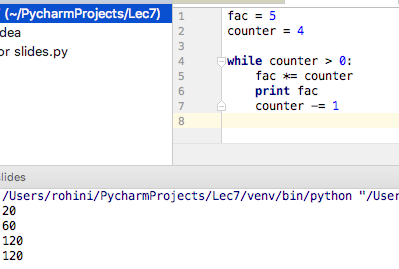 (~/PycharmProjects/Lec7)
dea
or slides.py
1 fac = 5
2 counter = 4
3
4 while counter > 0:
5 fac *= counter
6 print fac
7 counter -= 1
8
lides
/Users/rohini/PycharmProjects/Lec7/venv/bin/python "/User
20
60
120
120